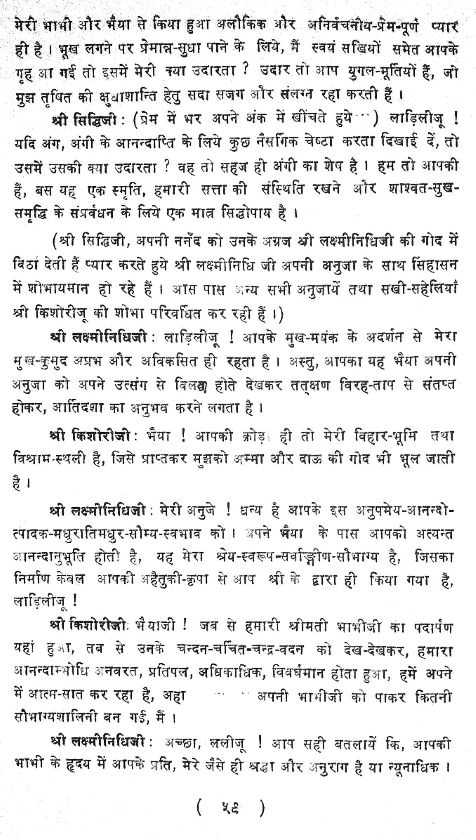 मेरी भाभी और भैया से किया हुआ अलौकिक और अनिर्वचनीय-प्रेम-पूर्ण प्यार
ही है । भूख लगने पर प्रेमान्न-सुधा पाने के लिये, मैं स्वयं सखियों समेत आपके
गृह आ गई तो इसमें मेरी क्या उदारता ? उदार तो आप युगल-मूर्तियाँ हैं, जो
मुझ तृषित की क्षुधाशान्ति हेतु सदा सजग और संलग्न रहा करती हैं ।
श्री सिद्धिजी : (प्रेम में भर अपने अंक में खींचते हुये ···) लाड़िलीजू !
यदि अंग, अंगी के आनन्दाप्ति के लिये कुछ नैसर्गिक चेष्टा करता दिखाई दें, तो
उसमें उसकी क्या उदारता ? वह तो सहज ही अंगी का शेष है । हम तो आपकी
हैं, बस यह एक स्मृति, हमारी सत्ता की संस्थिति रखने और शाश्वत-सुख-
समृद्धि के संप्रवंधन के लिये एक मात्र सिद्धोपाय है ।
(श्री सिद्धिजी, अपनी ननँद को उनके अग्रज श्री लक्ष्मीनिधिजी की गोद में
बिठा देती हैं प्यार करते हुये श्री लक्ष्मीनिधि जी अपनी अनुजा के साथ सिंहासन
में शोभायमान हो रहे हैं । आस पास अन्य सभी अनुजायें तथा सखी-सहेलियाँ
श्री किशोरीजू की शोभा परिवर्धित कर रही हैं ।)
श्री लक्ष्मीनिधिजी : लाड़िलीजू ! आपके मुख-मयंक के अदर्शन से मेरा
मुख-कुमुद अप्रभ और अविकसित ही रहता है । अस्तु, आपका यह भैया अपनी
अनुजा को अपने उत्संग से विलग होते देखकर तत्क्षण विरह-ताप से संतप्त
होकर, आर्तिदशा का अनुभव करने लगता है ।
श्री किशोरीजी : भैया ! आपकी क्रोड़ ही तो मेरी विहार-भूमि तथा
विश्राम-स्थली है, जिसे प्राप्तकर मुझको अम्मा और दाऊ की गोद भी भूल जाती
है ।
श्री लक्ष्मीनिधिजी : मेरी अनुजे ! धन्य है आपके इस अनुपमेय-आनन्दो-
त्पादक-मधुरातिमधुर-सौम्य-स्वभाव को । अपने भैया के पास आपको अत्यन्त
आनन्दानुभूति होती है, यह मेरा श्रेय-स्वरूप-सर्वाङ्गीण-सौभाग्य है, जिसका
निर्माण केवल आपकी अहैतुकी-कृपा से आप श्री के द्वारा ही किया गया है,
लाड़िलीजू !
श्री किशोरीजी : भैयाजी ! जब से हमारी श्रीमती भाभीजी का पदार्पण
यहां हुआ, तब से उनके चन्दन-चर्चित-चन्द्र-वदन को देख-देखकर, हमारा
आनन्दाम्भोधि अनवरत, प्रतिपल, अधिकाधिक, विवर्धमान होता हुआ, हमें अपने
में आत्म-सात कर रहा है, अहा ··· ··· अपनी भाभीजी को पाकर कितनी
सौभाग्यशालिनी बन गई, मैं ।
श्री लक्ष्मीनिधिजी : अच्छा, ललीजू ! आप सही बतलायें कि, आपकी
भाभी के हृदय में आपके प्रति, मेरे जैसे ही श्रद्धा और अनुराग है या न्यूनाधिक ।
( ५९ )